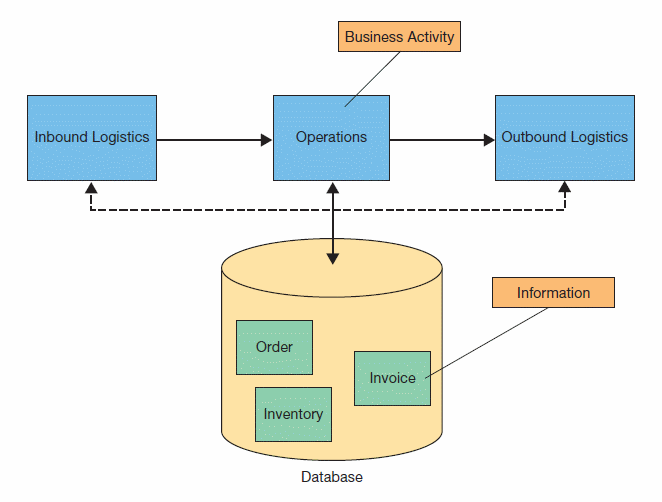 Business Activity
Inbound Logistics
Operations
Outbound Logistics
Information
Order
Invoice
Inventory
Database